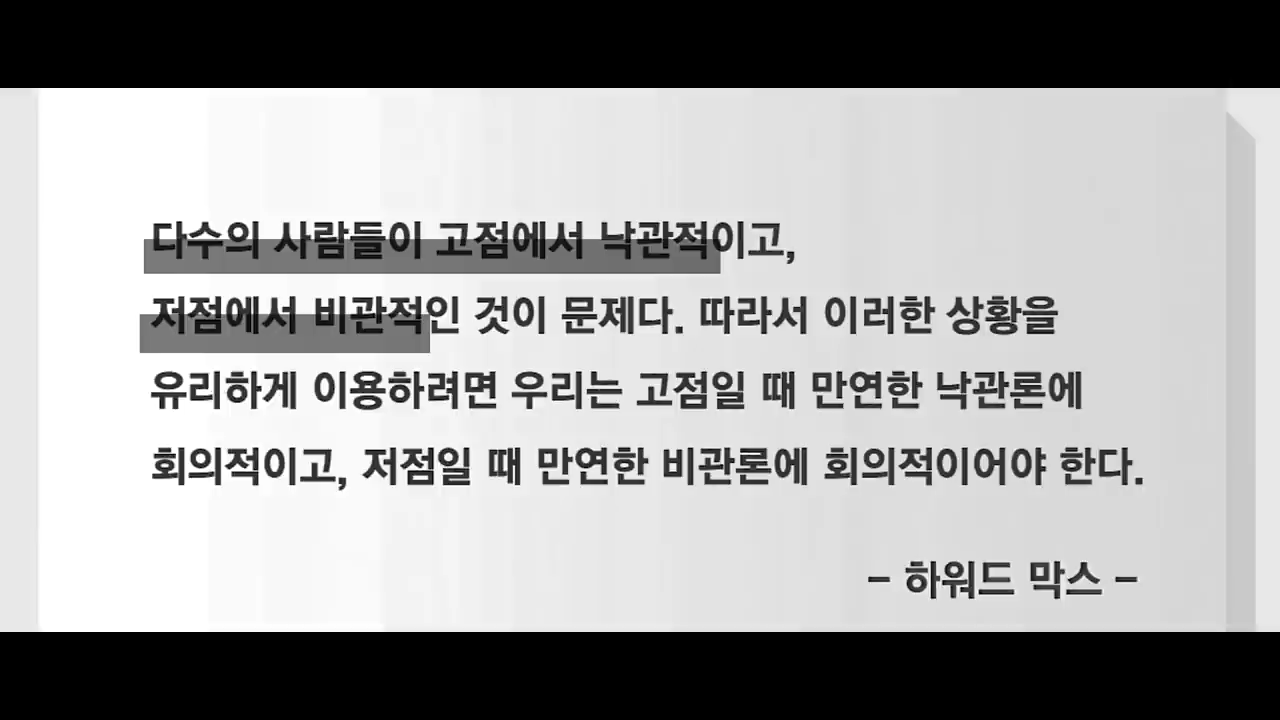 다수의 사람들이 고점에서 낙관적이고,
저점에서 비관적인 것이 문제다. 따라서 이러한 상황을
유리하게 이용하려면 우리는 고점일 때 만연한 낙관론에
회의적이고, 저점일 때 만연한 비관론에 회의적이어야 한다.
- 하워드 막스 -